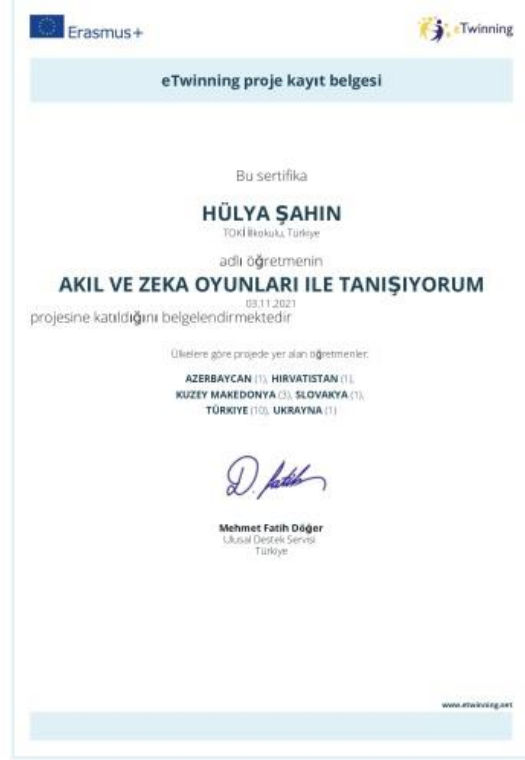 Erasmus+
eTwinning
eTwinning proje kayıt belgesi
Bu sertifika
HÜLYA ŞAHIN
TOKİ İlkokulu, Türkiye
adlı öğretmenin
AKIL VE ZEKA OYUNLARI ILE TANIŞIYORUM
03.11.2021
projesine katıldığını belgelendirmektedir
Ülkelere göre projede yer alan öğretmenler:
AZERBAYCAN (1), HIRVATISTAN (1),
KUZEY MAKEDONYA (3), SLOVAKYA (1),
TÜRKIYE (10), UKRAYNA (1)
D. fatih
Mehmet Fatih Döğer
Ulusal Destek Servisi
Türkiye
www.etwinning.net